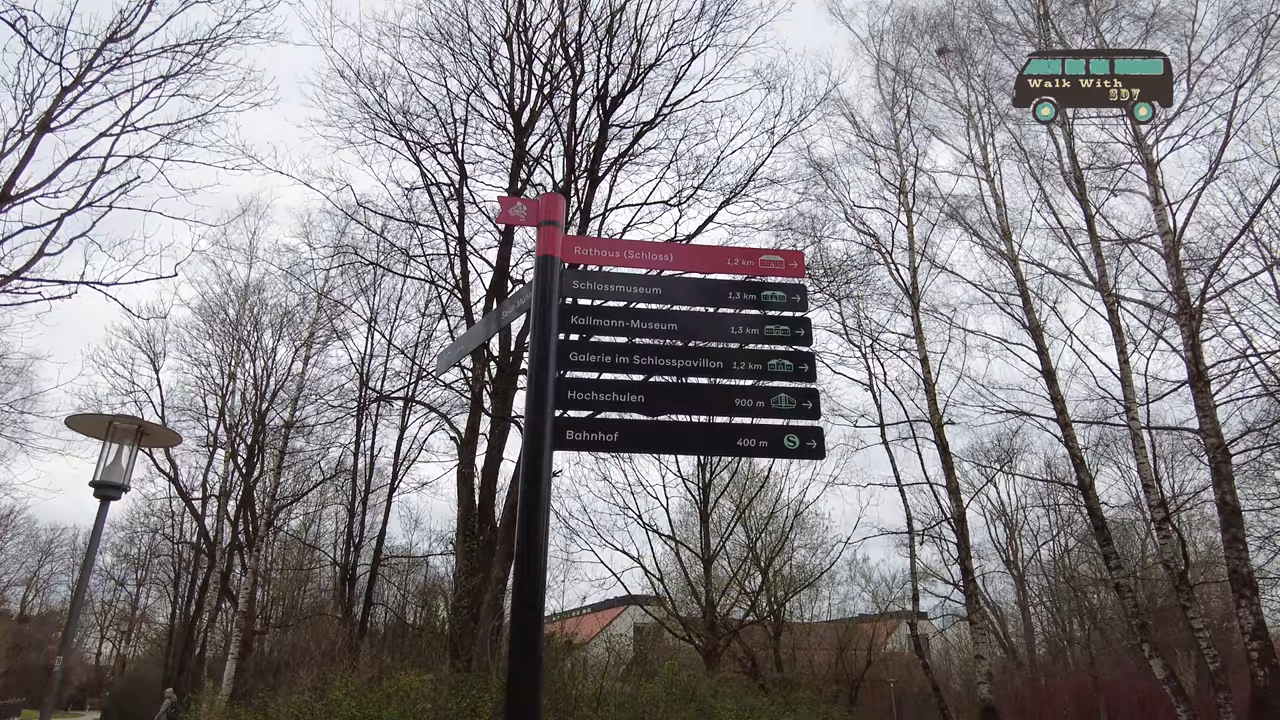 Walk With
SDV
Rathaus (Schloss) 1,2 km
Schlossmuseum 1,3 km
Kallmann-Museum 1,3 km
Galerie im Schlosspavillon 1,2 km
Hochschulen 900 m
Bahnhof 400 m S